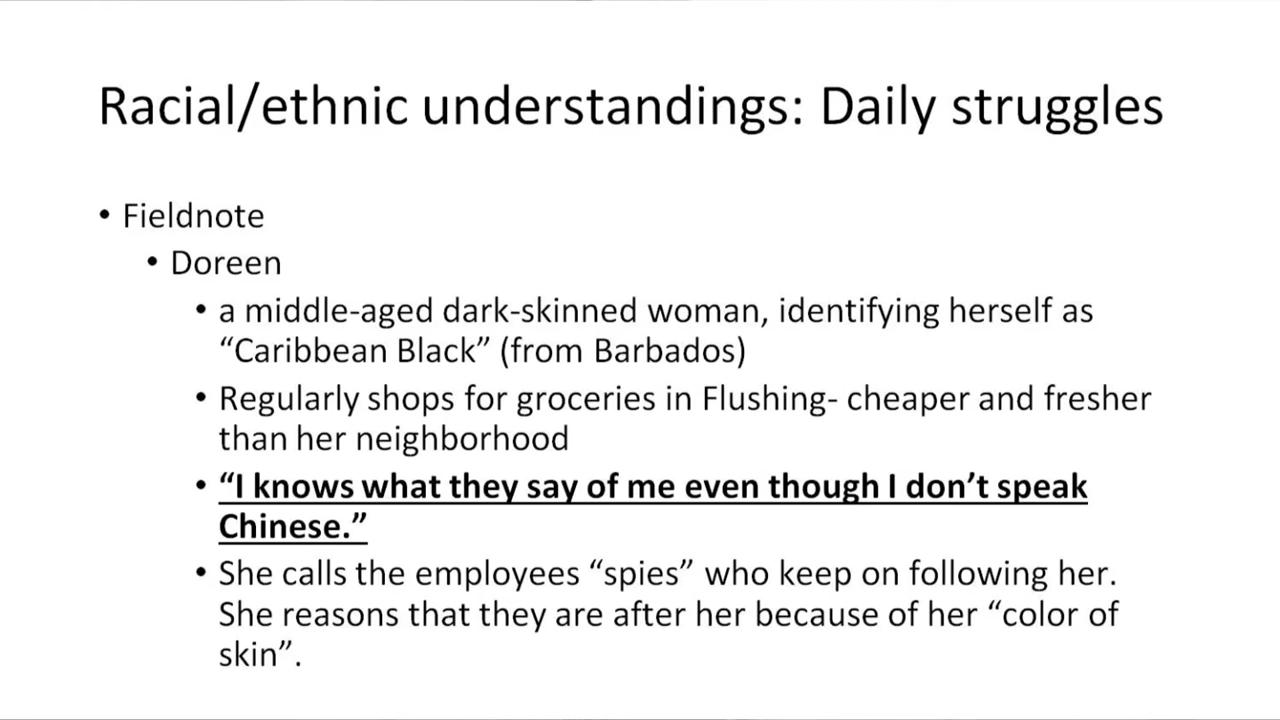 Racial/ethnic understandings: Daily struggles
• Fieldnote
• Doreen
• a middle-aged dark-skinned woman, identifying herself as
“Caribbean Black” (from Barbados)
• Regularly shops for groceries in Flushing- cheaper and fresher
than her neighborhood
• “I knows what they say of me even though I don’t speak
Chinese.”
• She calls the employees “spies” who keep on following her.
She reasons that they are after her because of her “color of
skin”.